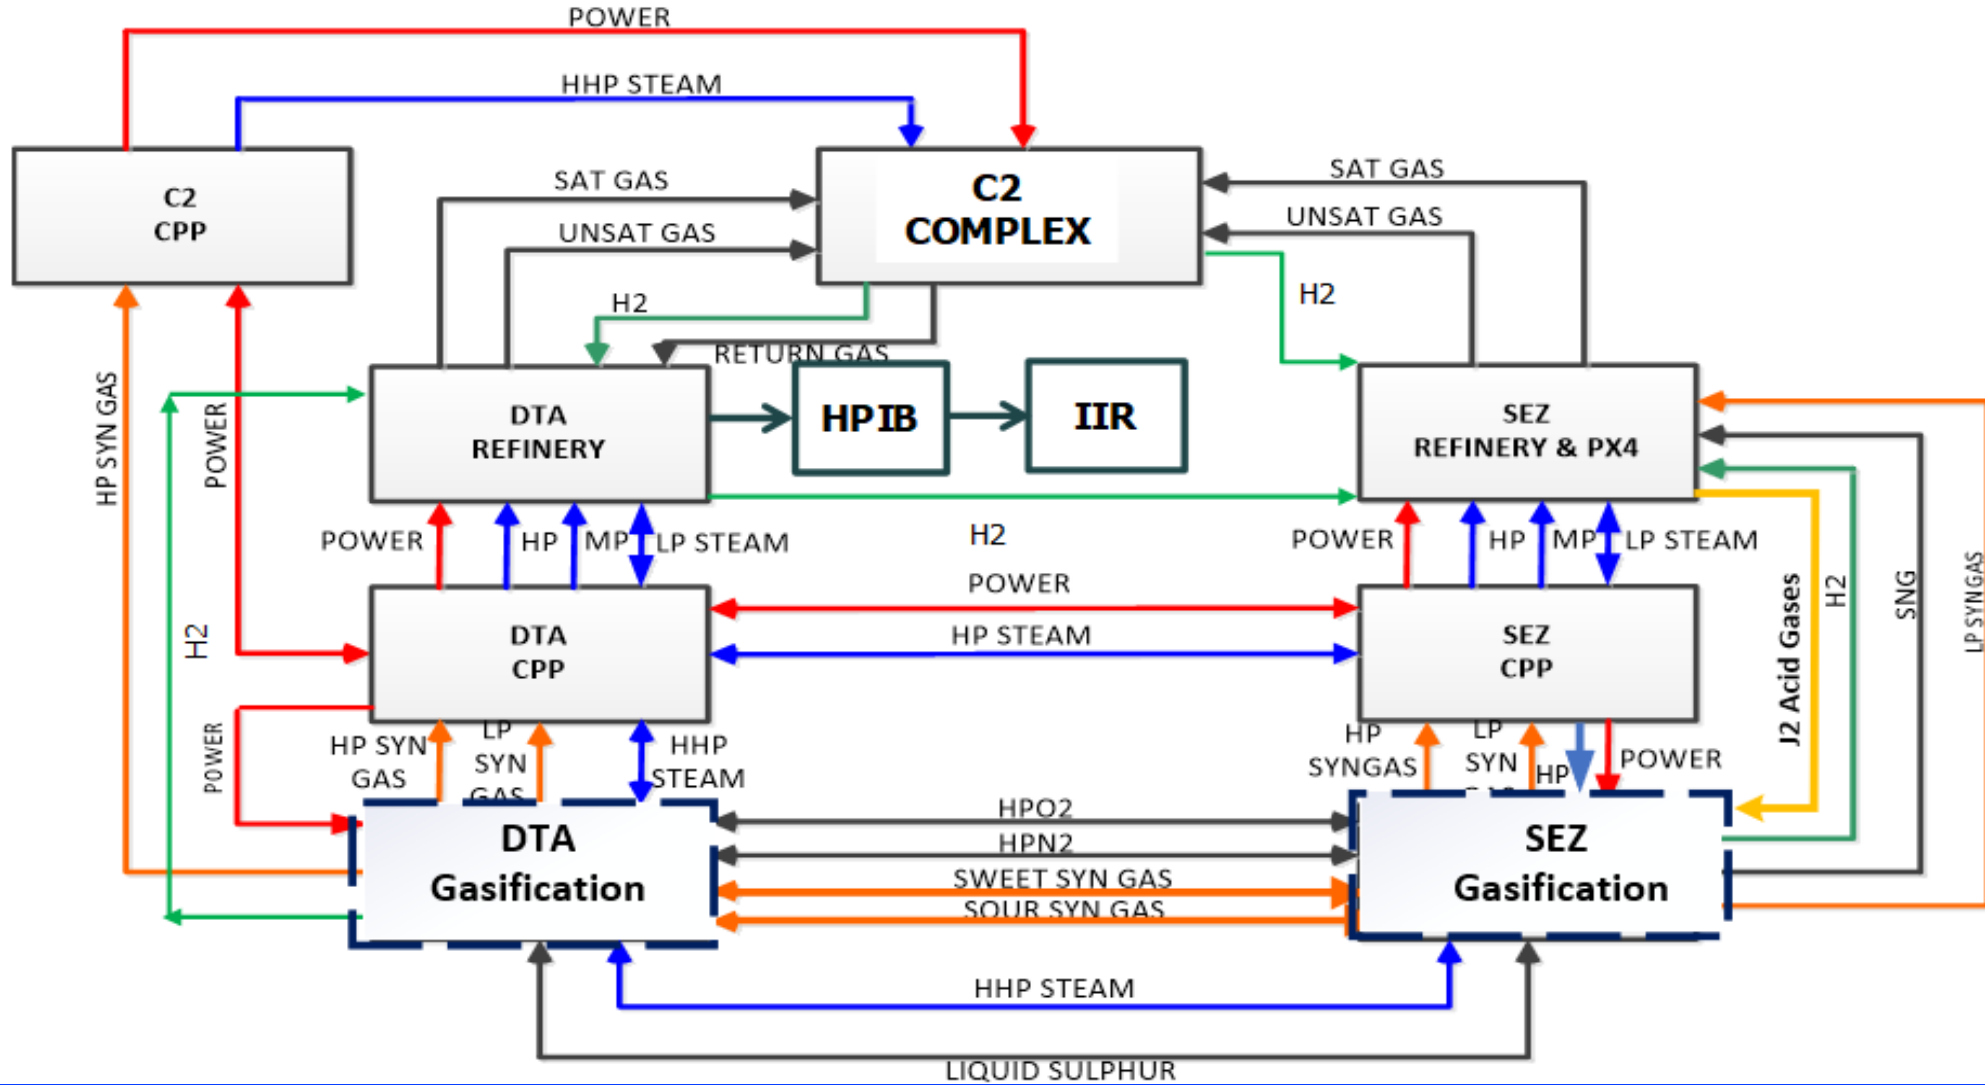 POWER
HHP STEAM
C2
CPP
SAT GAS
UNSAT GAS
C2
COMPLEX
SAT GAS
UNSAT GAS
H2
H2
RETURN GAS
HP SYN GAS
POWER
H2
DTA
REFINERY
HPIB
IIR
SEZ
REFINERY & PX4
POWER
HP
MP
LP STEAM
H2
POWER
HP
MP
LP STEAM
J2 Acid Gases
H2
SNG
LP SYNGAS
DTA
CPP
POWER
HP STEAM
SEZ
CPP
POWER
HP SYN
GAS
LP
SYN
GAS
HHP
STEAM
HP
SYNGAS
LP
SYN
GAS
HP
POWER
DTA
Gasification
HPO2
HPN2
SWEET SYN GAS
SOUR SYN GAS
SEZ
Gasification
HHP STEAM
LIQUID SULPHUR